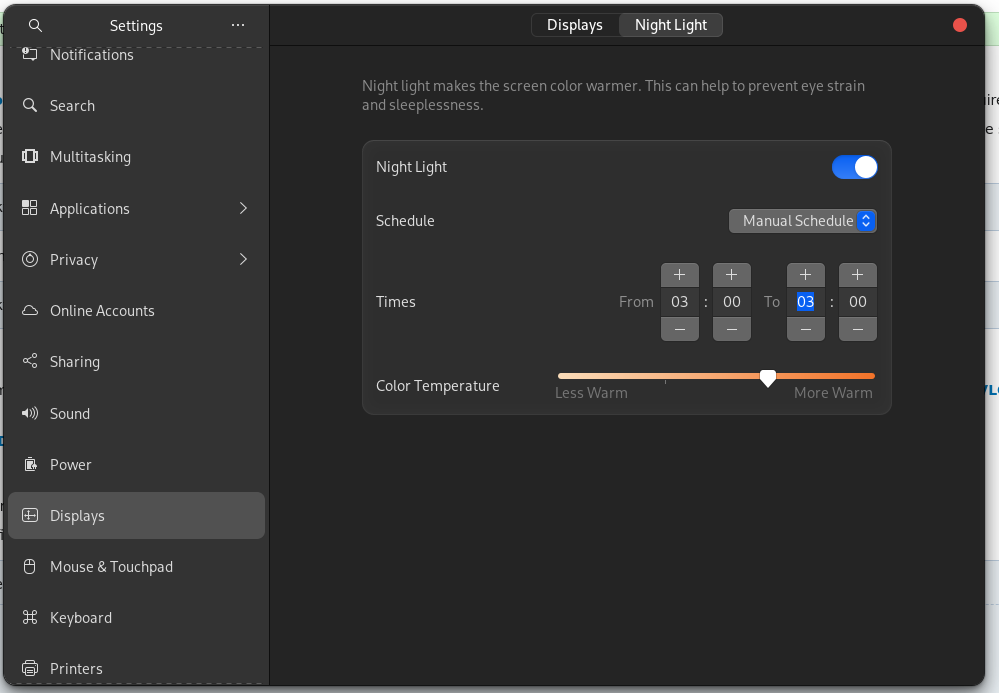 Settings
Displays
Night Light
Notifications
Search
Multitasking
Applications
Privacy
Online Accounts
Sharing
Sound
Power
Displays
Mouse & Touchpad
Keyboard
Printers
Night light makes the screen color warmer. This can help to prevent eye strain
and sleeplessness.
Night Light
Schedule
Manual Schedule
+ + + +
Times From 03 : 00 To 03 : 00
− − − −
Color Temperature
Less Warm More Warm